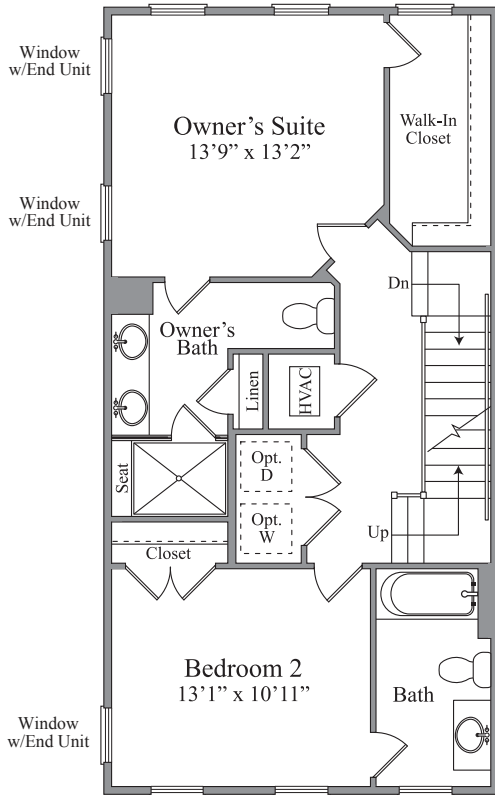 Window
w/End Unit
Owner’s Suite
13’9” x 13’2”
Walk-In
Closet
Window
w/End Unit
Dn
Owner’s
Bath
Linen
HVAC
Seat
Opt.
D
Opt.
W
Up
Closet
Bedroom 2
13’1” x 10’11”
Bath
Window
w/End Unit